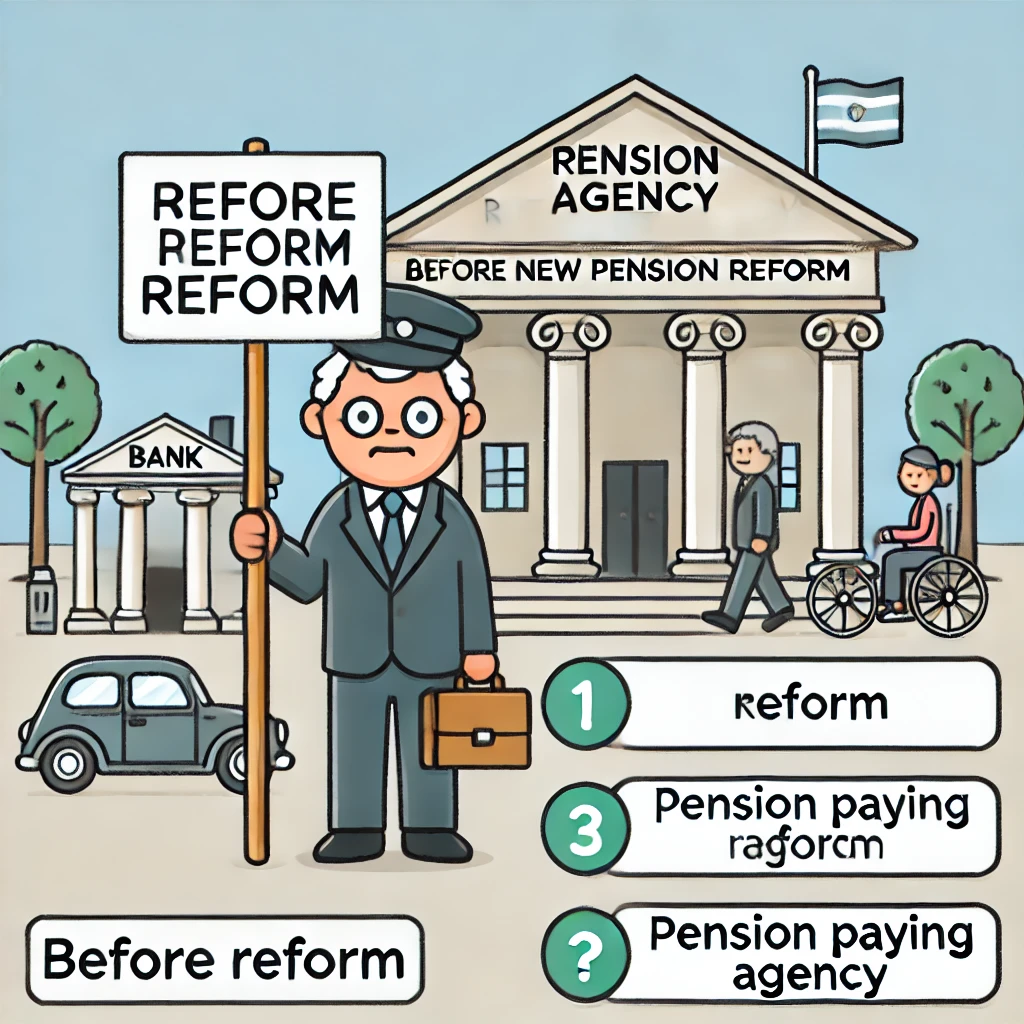 REFORE
REFORM
REFORM
RENSION
AGENCY
BEFORE NEW PENSION REFORM
BANK
1
reform
3
Pension paying
ragforcm
?
Pension paying
agency
Before reform